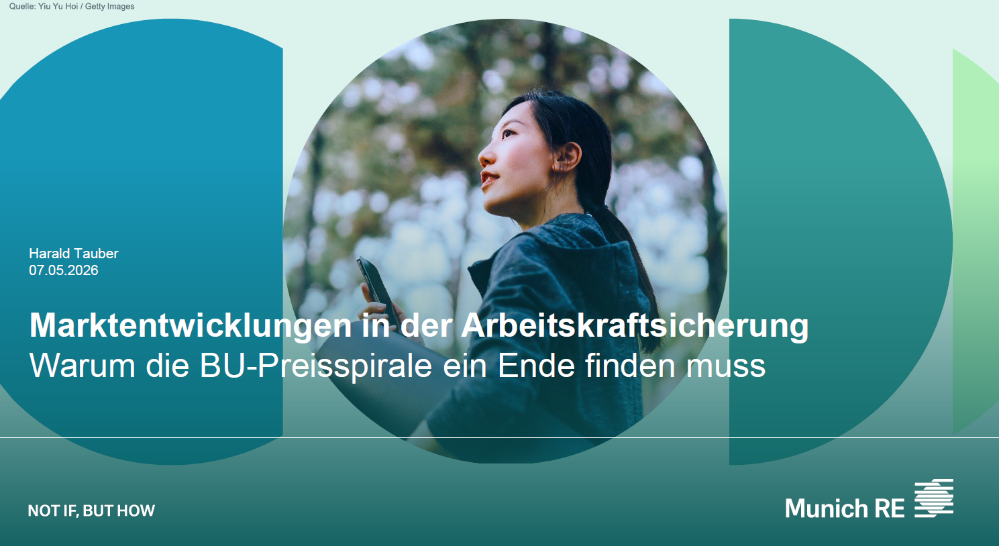 Quelle: Yiu Yu Hoi / Getty Images
Harald Tauber
07.05.2026
Marktentwicklungen in der Arbeitskraftsicherung
Warum die BU-Preisspirale ein Ende finden muss
NOT IF, BUT HOW
Munich RE